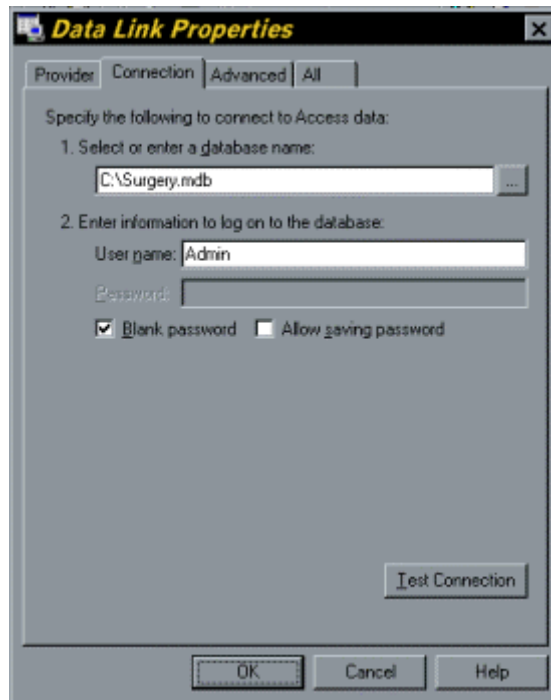 Data Link Properties
Provider Connection Advanced All
Specify the following to connect to Access data:
1. Select or enter a database name:
C:\Surgery.mdb ...
2. Enter information to log on to the database:
User name: Admin
Password:
Blank password Allow saving password
Test Connection
OK Cancel Help